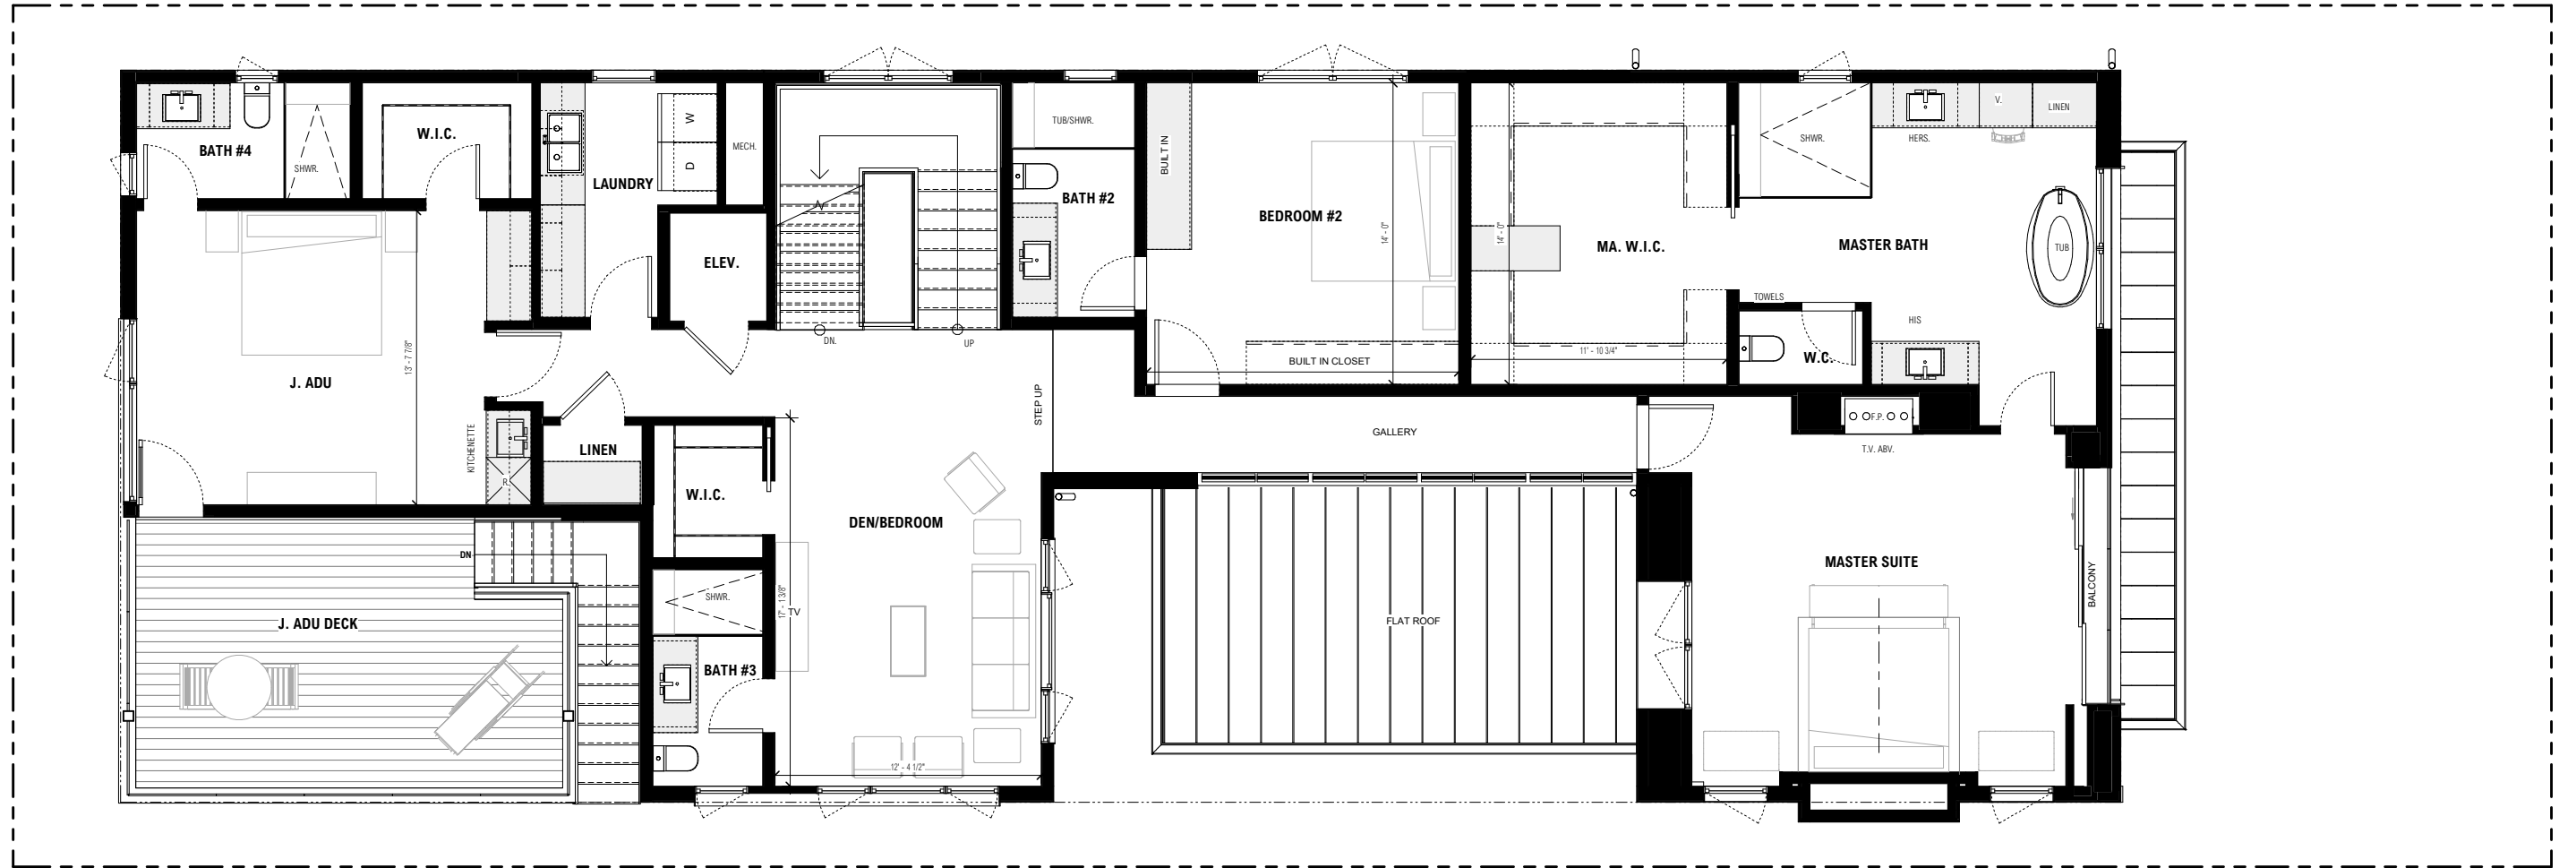 BATH #4
SHWR.
W.I.C.
LAUNDRY
W
D
MECH.
ELEV.
DN.
UP
TUB/SHWR.
BATH #2
BUILT IN
BEDROOM #2
14' - 0"
BUILT IN CLOSET
14' - 0"
MA. W.I.C.
11' - 10 3/4"
SHWR.
HERS.
V.
LINEN
MASTER BATH
TUB
TOWELS
HIS
W.C.
J. ADU
13' - 7 7/8"
KITCHENETTE
R.
LINEN
W.I.C.
STEP UP
GALLERY
F.P.
T.V. ABV.
DEN/BEDROOM
17' - 1 3/8"
TV
SHWR.
BATH #3
12' - 4 1/2"
FLAT ROOF
MASTER SUITE
BALCONY
DN
J. ADU DECK